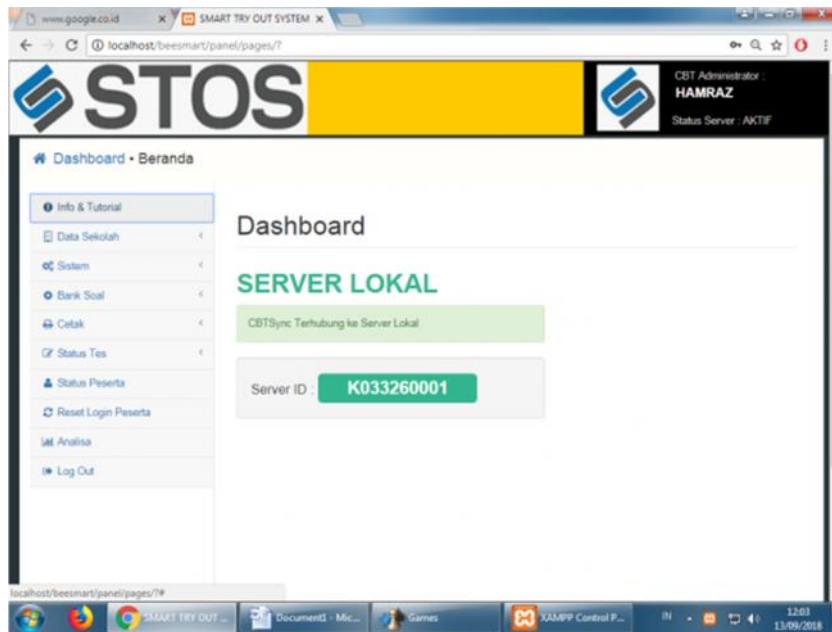 www.google.co.id
SMART TRY OUT SYSTEM
localhost/beesmart/panel/pages/?
STOS
CBT Administrator :
HAMRAZ
Status Server : AKTIF
Dashboard • Beranda
Info & Tutorial
Data Sekolah
Sistem
Bank Soal
Cetak
Status Tes
Status Peserta
Reset Login Peserta
Analisa
Log Out
Dashboard
SERVER LOKAL
CBTSync Terhubung ke Server Lokal
Server ID : K033260001
localhost/beesmart/panel/pages/?#
SMART TRY OUT ...
Document1 - Mic...
Games
XAMPP Control P...
IN
12:03
13/09/2018